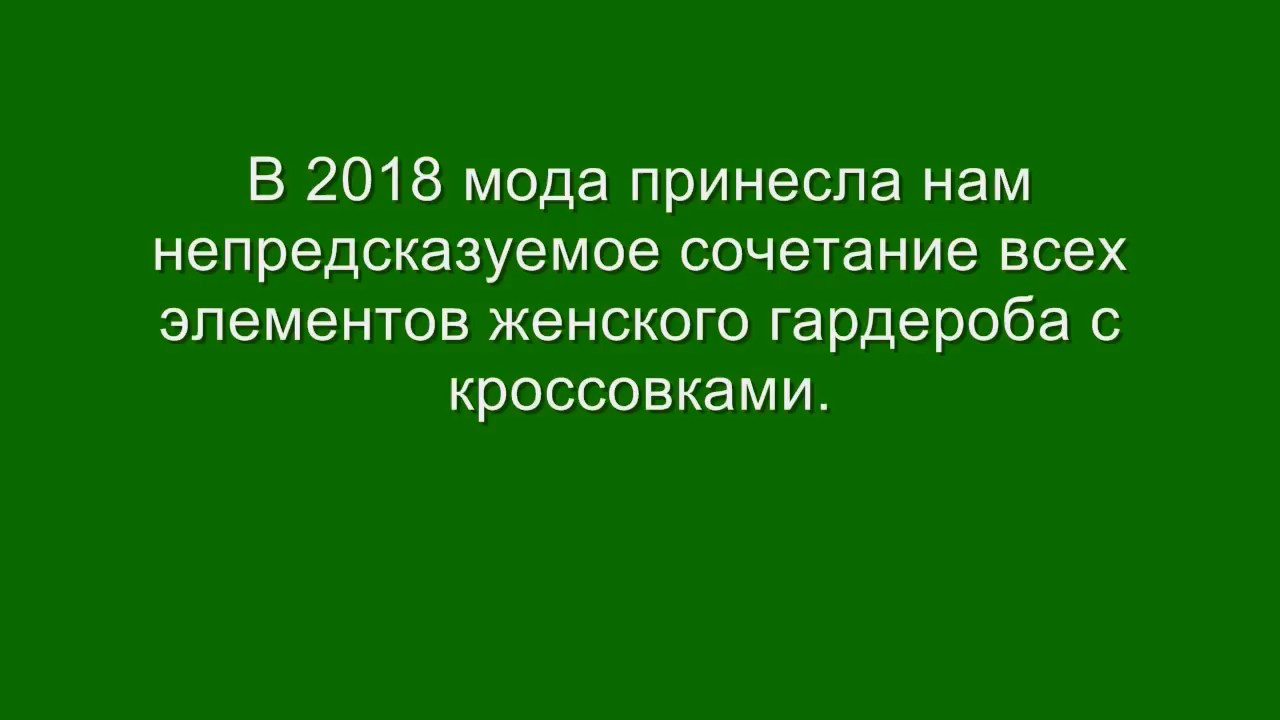 В 2018 мода принесла нам
непредсказуемое сочетание всех
элементов женского гардероба с
кроссовками.